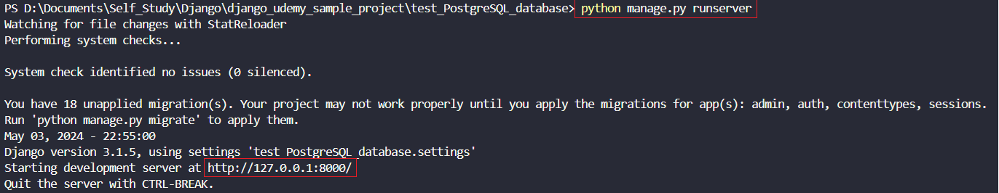 PS D:\Documents\Self_Study\Django\django_udemy_sample_project\test_PostgreSQL_database> python manage.py runserver
Watching for file changes with StatReloader
Performing system checks...
System check identified no issues (0 silenced).
You have 18 unapplied migration(s). Your project may not work properly until you apply the migrations for app(s): admin, auth, contenttypes, sessions.
Run 'python manage.py migrate' to apply them.
May 03, 2024 - 22:55:00
Django version 3.1.5, using settings 'test_PostgreSQL_database.settings'
Starting development server at http://127.0.0.1:8000/
Quit the server with CTRL-BREAK.